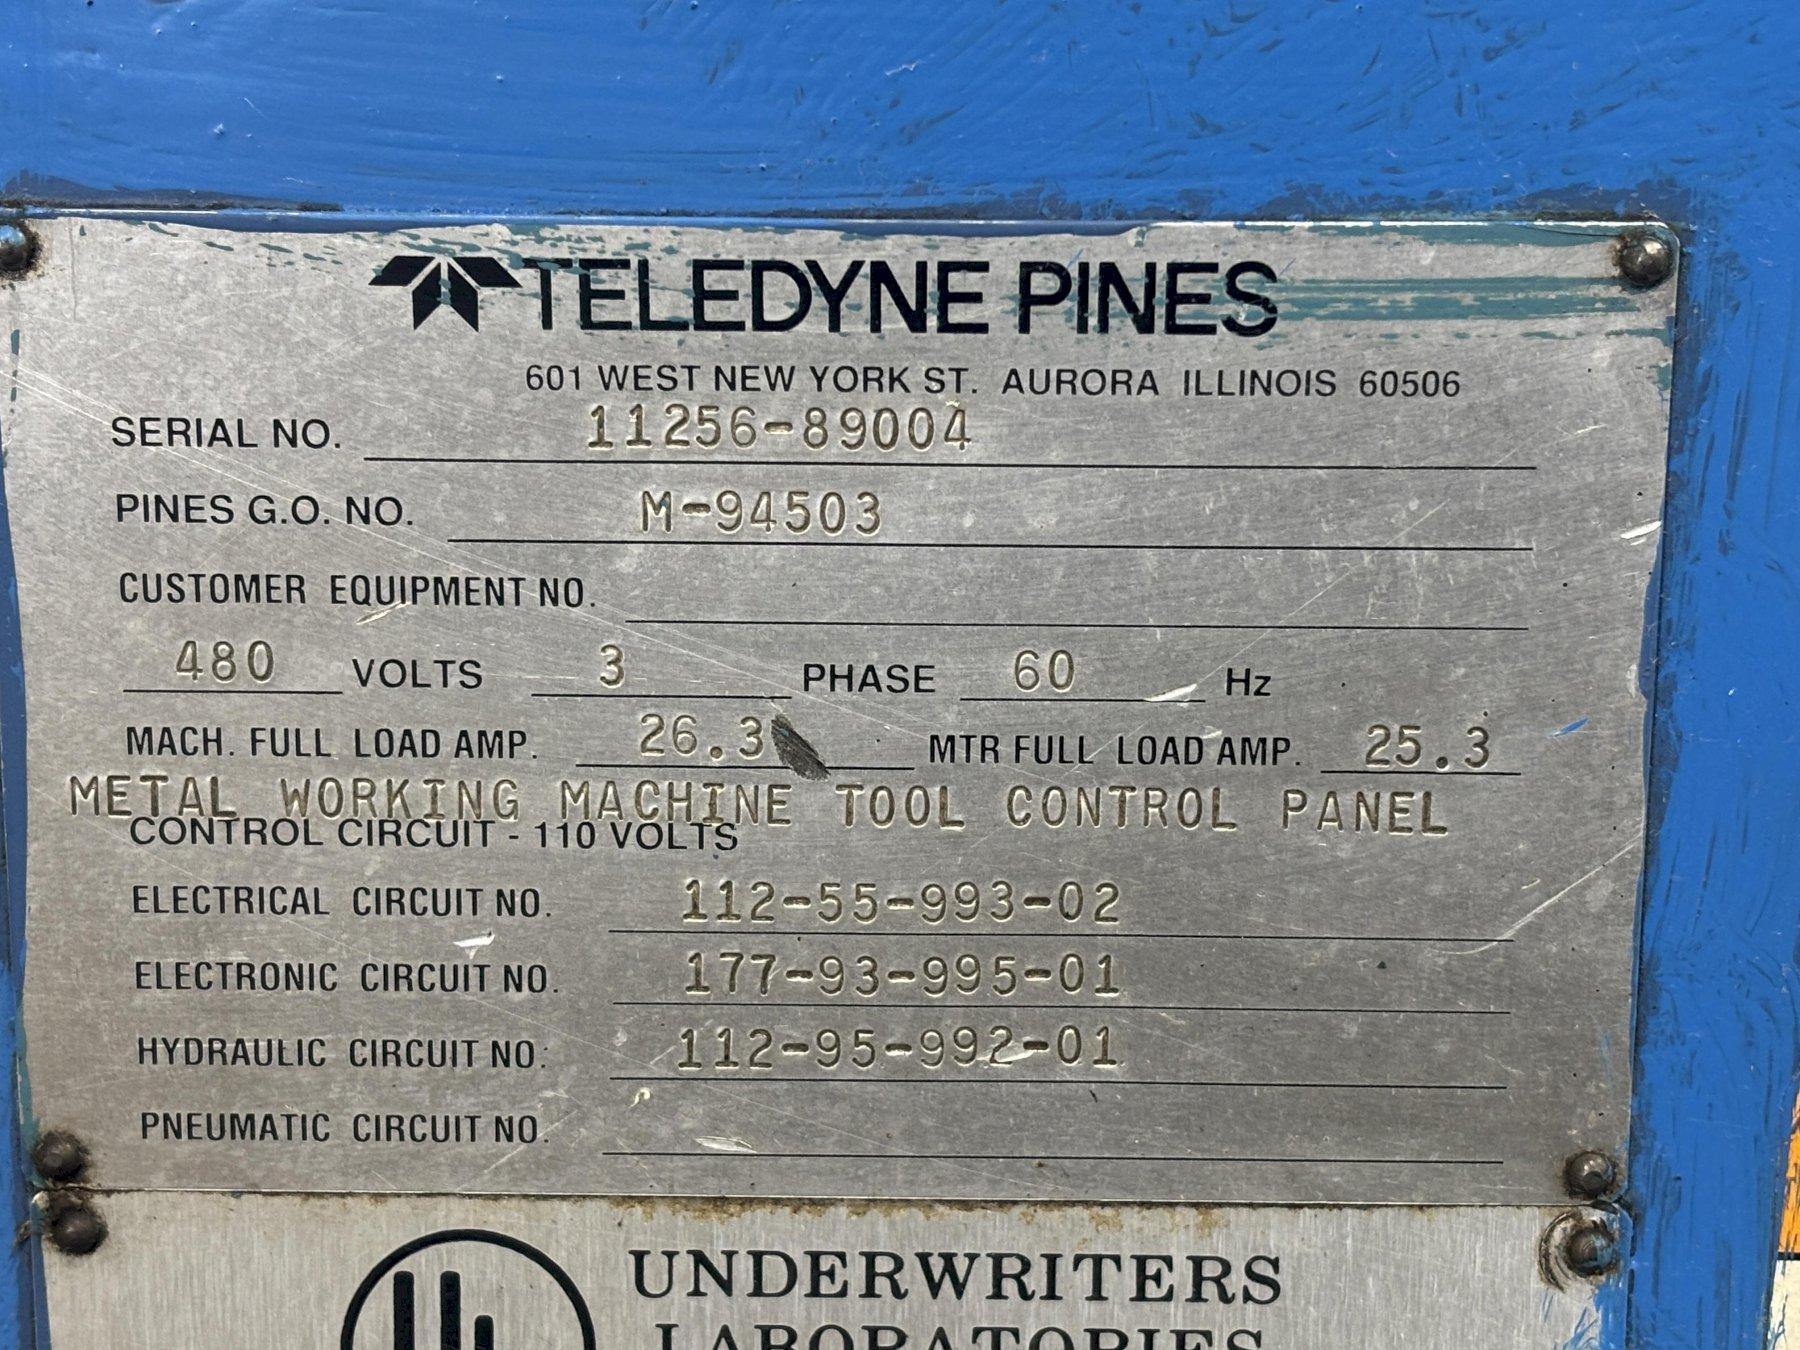 TELEDYNE PINES
601 WEST NEW YORK ST. AURORA ILLINOIS 60506
SERIAL NO. 11256-89004
PINES G.O. NO. M-94503
CUSTOMER EQUIPMENT NO.
480 VOLTS 3 PHASE 60 Hz
MACH. FULL LOAD AMP. 26.3 MTR FULL LOAD AMP. 25.3
METAL WORKING MACHINE TOOL CONTROL PANEL
CONTROL CIRCUIT - 110 VOLTS
ELECTRICAL CIRCUIT NO. 112-55-993-02
ELECTRONIC CIRCUIT NO. 177-93-995-01
HYDRAULIC CIRCUIT NO. 112-95-992-01
PNEUMATIC CIRCUIT NO.
UL UNDERWRITERS
LABORATORIES